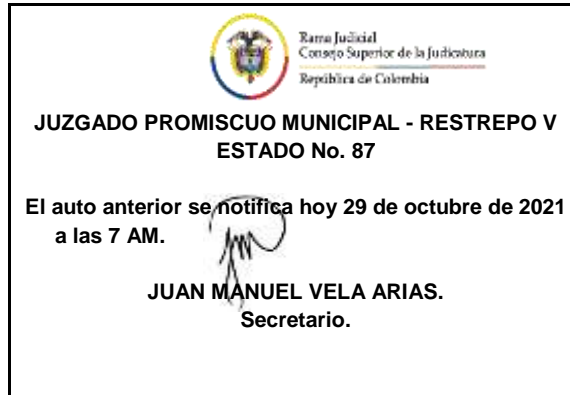 Rama Judicial
Consejo Superior de la Judicatura
República de Colombia
JUZGADO PROMISCUO MUNICIPAL - RESTREPO V
ESTADO No. 87
El auto anterior se notifica hoy 29 de octubre de 2021
a las 7 AM.
JUAN MANUEL VELA ARIAS.
Secretario.